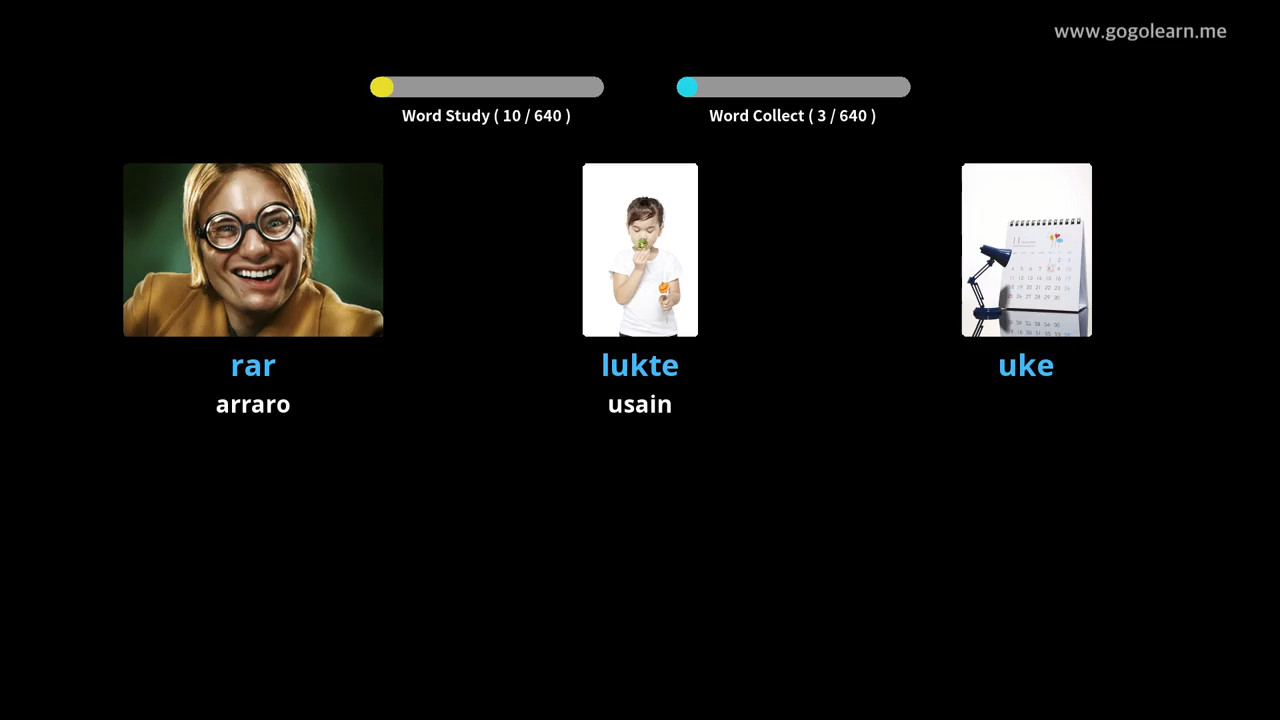 www.gogolearn.me
Word Study ( 10 / 640 )
Word Collect ( 3 / 640 )
rar
lukte
uke
arraro
usain